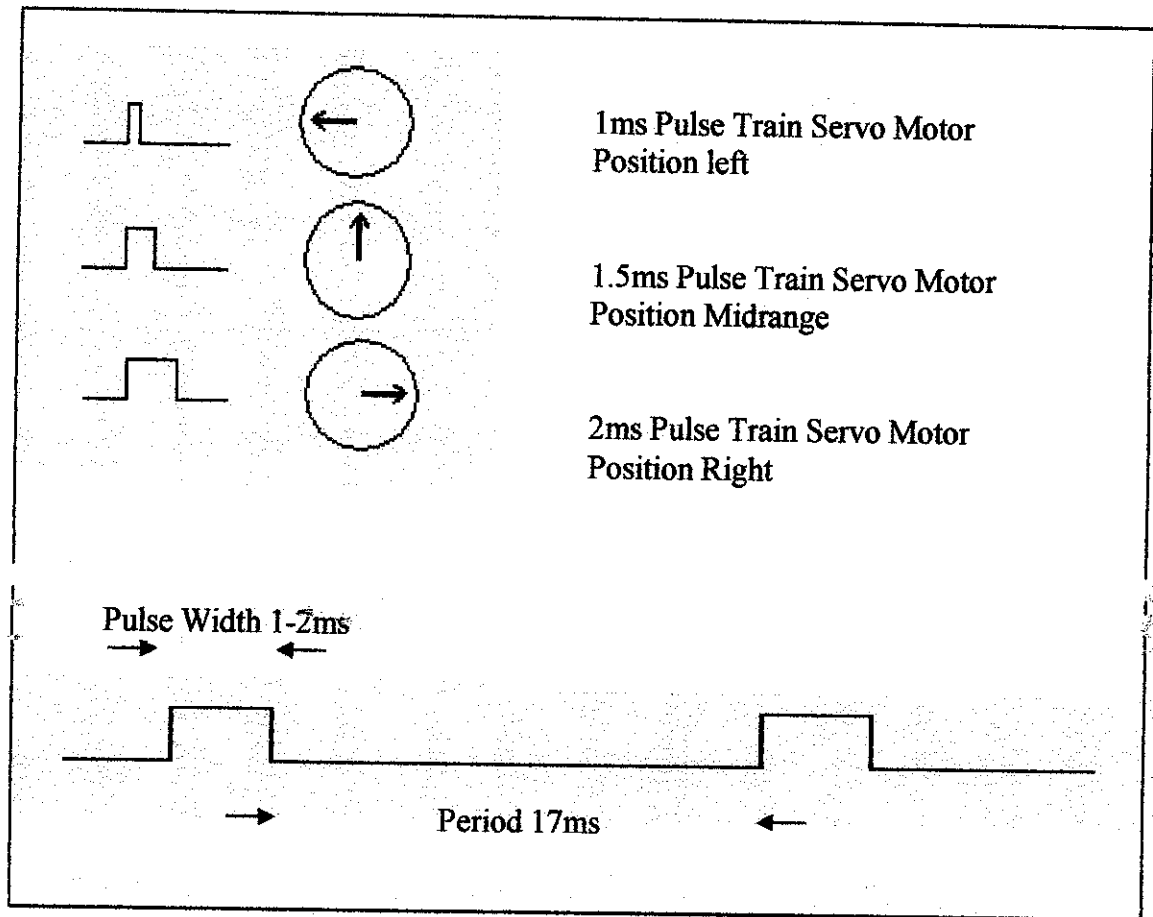 1ms Pulse Train Servo Motor
Position left
1.5ms Pulse Train Servo Motor
Position Midrange
2ms Pulse Train Servo Motor
Position Right
Pulse Width 1-2ms
Period 17ms